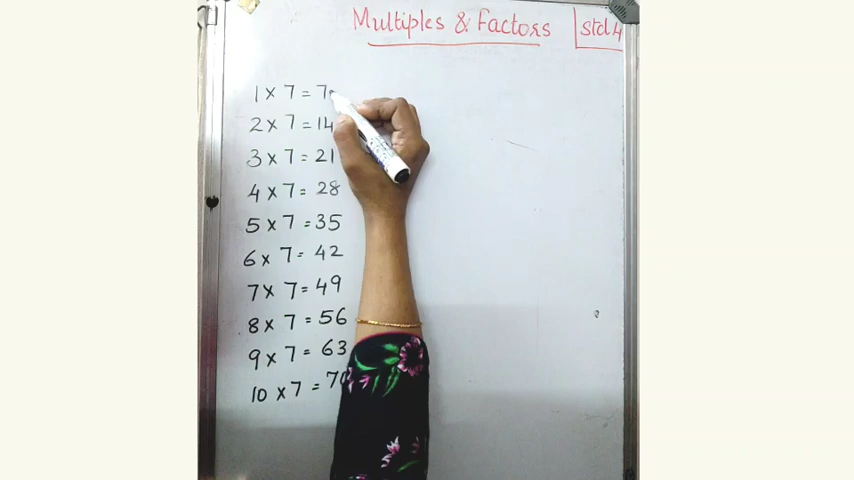 Multiples & Factors
Std 4
1 × 7 = 7
2 × 7 = 14
3 × 7 = 21
4 × 7 = 28
5 × 7 = 35
6 × 7 = 42
7 × 7 = 49
8 × 7 = 56
9 × 7 = 63
10 × 7 = 70